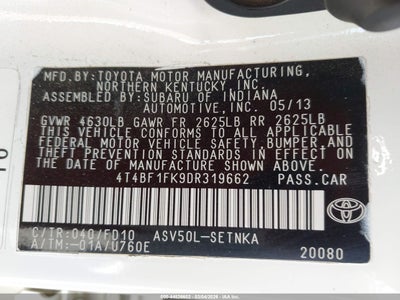 MFD. BY: TOYOTA MOTOR MANUFACTURING,
NORTHERN KENTUCKY, INC.
ASSEMBLED BY: SUBARU OF INDIANA
AUTOMOTIVE, INC. 05/13
GVWR 4630LB GAWR FR 2625LB RR 2625LB
THIS VEHICLE CONFORMS TO ALL APPLICABLE
FEDERAL MOTOR VEHICLE SAFETY, BUMPER, AND
THEFT PREVENTION STANDARDS IN EFFECT ON THE
DATE OF MANUFACTURE SHOWN ABOVE.
4T4BF1FK9DR319662 PASS.CAR
C/TR: 040/FD10 ASV50L-SETNKA
A/TM: -01A/U760E
TOYOTA
20080